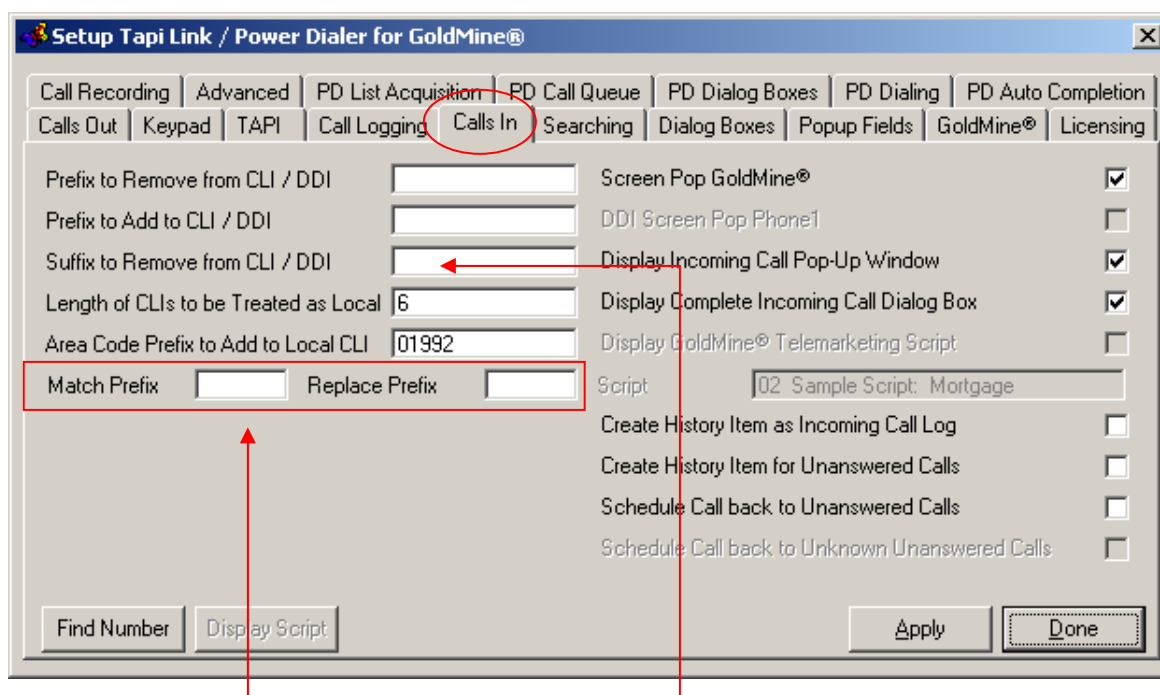 Setup Tapi Link / Power Dialer for GoldMine®
Call Recording Advanced PD List Acquisition PD Call Queue PD Dialog Boxes PD Dialing PD Auto Completion
Calls Out Keypad TAPI Call Logging Calls In Searching Dialog Boxes Popup Fields GoldMine® Licensing
Prefix to Remove from CLI / DDI
Prefix to Add to CLI / DDI
Suffix to Remove from CLI / DDI
Length of CLIs to be Treated as Local 6
Area Code Prefix to Add to Local CLI 01992
Match Prefix Replace Prefix
Screen Pop GoldMine®
DDI Screen Pop Phone1
Display Incoming Call Pop-Up Window
Display Complete Incoming Call Dialog Box
Display GoldMine® Telemarketing Script
Script 02 Sample Script: Mortgage
Create History Item as Incoming Call Log
Create History Item for Unanswered Calls
Schedule Call back to Unanswered Calls
Schedule Call back to Unknown Unanswered Calls
Find Number Display Script Apply Done